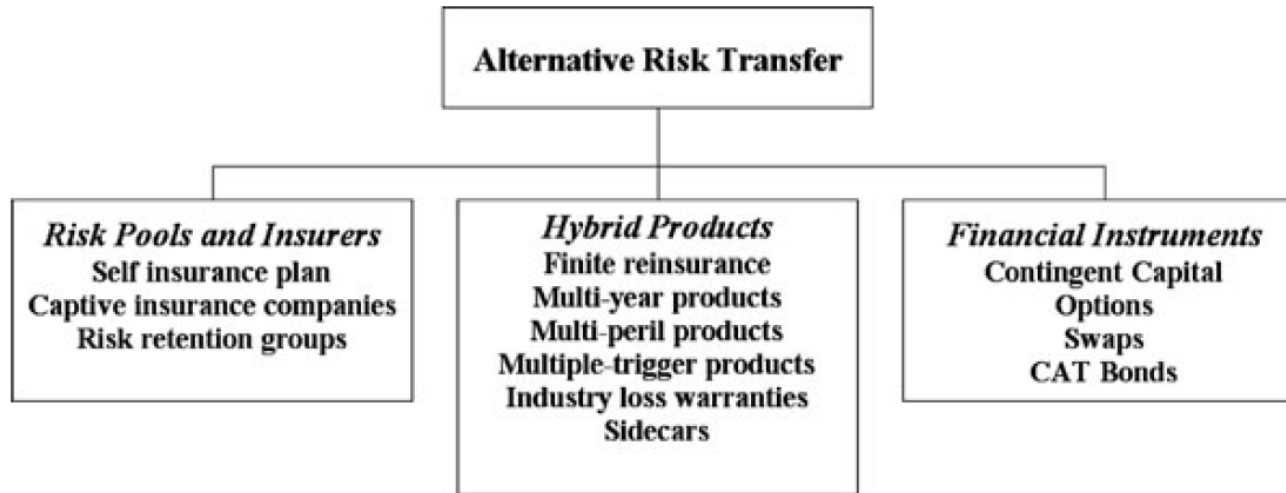 Alternative Risk Transfer
Risk Pools and Insurers
Self insurance plan
Captive insurance companies
Risk retention groups
Hybrid Products
Finite reinsurance
Multi-year products
Multi-peril products
Multiple-trigger products
Industry loss warranties
Sidecars
Financial Instruments
Contingent Capital
Options
Swaps
CAT Bonds